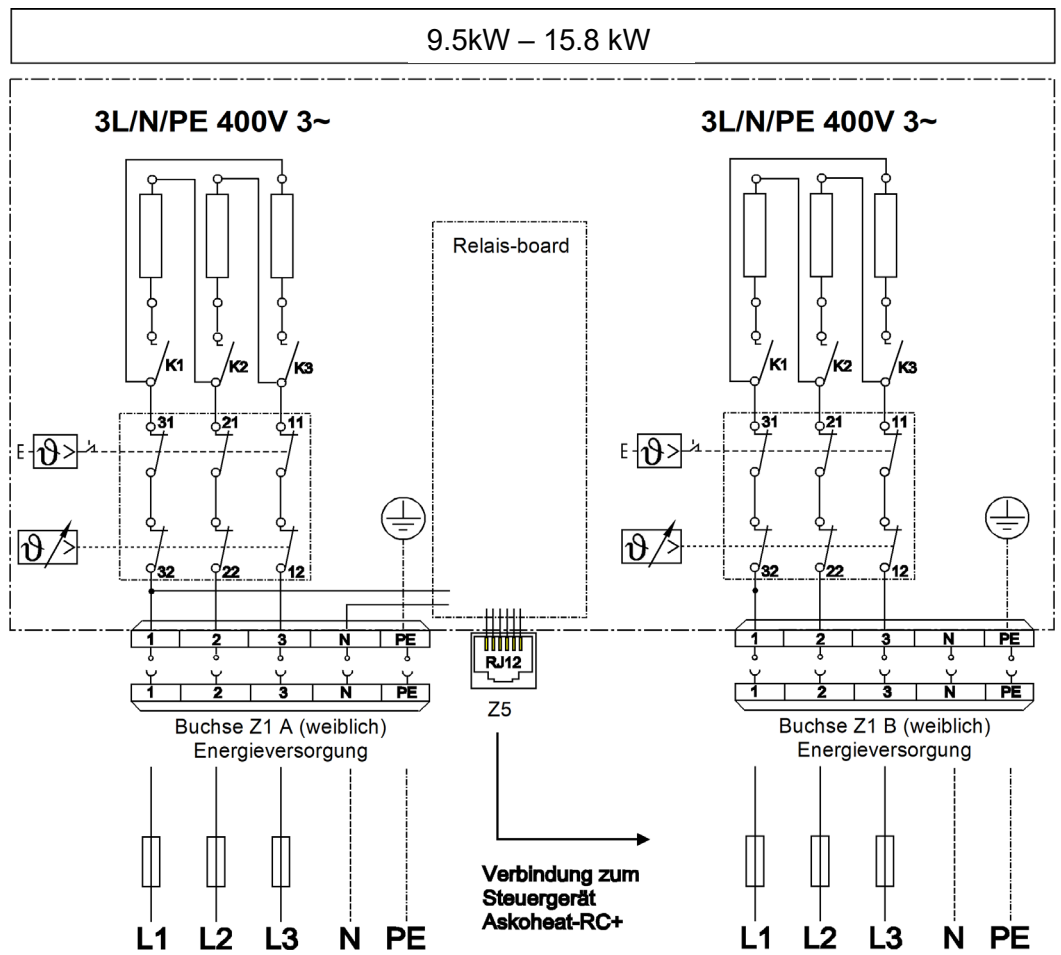 9.5kW – 15.8 kW
3L/N/PE 400V 3~
3L/N/PE 400V 3~
Relais-board
K1 K2 K3
K1 K2 K3
31 21 11
31 21 11
E ϑ >
E ϑ >
ϑ >
ϑ >
32 22 12
32 22 12
1 2 3 N PE
1 2 3 N PE
RJ12
1 2 3 N PE
1 2 3 N PE
Z5
Buchse Z1 A (weiblich)
Energieversorgung
Buchse Z1 B (weiblich)
Energieversorgung
Verbindung zum
Steuergerät
Askoheat-RC+
L1 L2 L3 N PE
L1 L2 L3 N PE